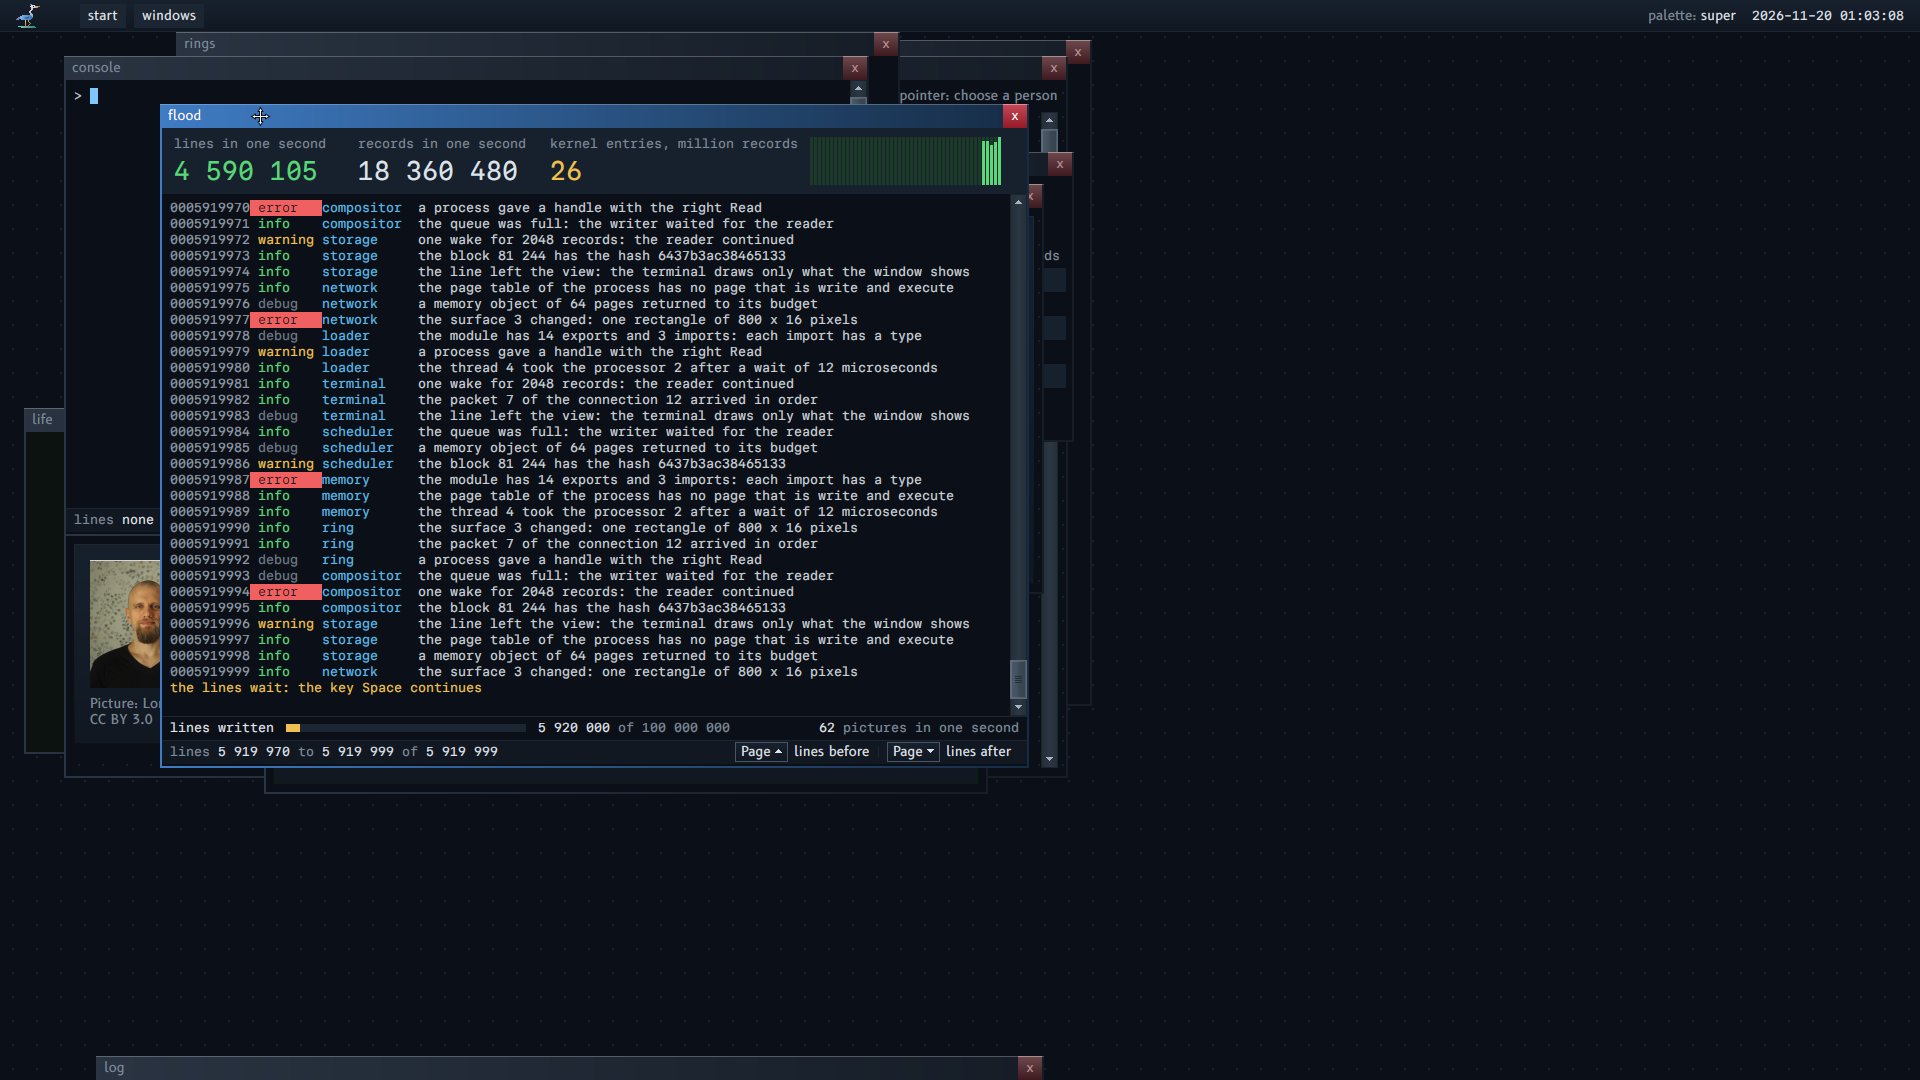 start windows palette: super 2026-11-20 01:03:08
rings x
x
console x
x
> pointer: choose a person
flood x
lines in one second records in one second kernel entries, million records
4 590 105 18 360 480 26
x
x
ds
0005919970 error compositor a process gave a handle with the right Read
0005919971 info compositor the queue was full: the writer waited for the reader
0005919972 warning storage one wake for 2048 records: the reader continued
0005919973 info storage the block 81 244 has the hash 6437b3ac38465133
0005919974 info storage the line left the view: the terminal draws only what the window shows
0005919975 info network the page table of the process has no page that is write and execute
0005919976 debug network a memory object of 64 pages returned to its budget
0005919977 error network the surface 3 changed: one rectangle of 800 x 16 pixels
0005919978 debug loader the module has 14 exports and 3 imports: each import has a type
0005919979 warning loader a process gave a handle with the right Read
0005919980 info loader the thread 4 took the processor 2 after a wait of 12 microseconds
0005919981 info terminal one wake for 2048 records: the reader continued
0005919982 info terminal the packet 7 of the connection 12 arrived in order
0005919983 debug terminal the line left the view: the terminal draws only what the window shows
0005919984 info scheduler the queue was full: the writer waited for the reader
0005919985 debug scheduler a memory object of 64 pages returned to its budget
0005919986 warning scheduler the block 81 244 has the hash 6437b3ac38465133
0005919987 error memory the module has 14 exports and 3 imports: each import has a type
0005919988 info memory the page table of the process has no page that is write and execute
0005919989 info memory the thread 4 took the processor 2 after a wait of 12 microseconds
0005919990 info ring the surface 3 changed: one rectangle of 800 x 16 pixels
0005919991 info ring the packet 7 of the connection 12 arrived in order
0005919992 debug ring a process gave a handle with the right Read
0005919993 debug compositor the queue was full: the writer waited for the reader
0005919994 error compositor one wake for 2048 records: the reader continued
0005919995 info compositor the block 81 244 has the hash 6437b3ac38465133
0005919996 warning storage the line left the view: the terminal draws only what the window shows
0005919997 info storage the page table of the process has no page that is write and execute
0005919998 info storage a memory object of 64 pages returned to its budget
0005919999 info network the surface 3 changed: one rectangle of 800 x 16 pixels
the lines wait: the key Space continues
lines written 5 920 000 of 100 000 000 62 pictures in one second
lines 5 919 970 to 5 919 999 of 5 919 999 Page lines before Page lines after
life
lines none
Picture: Lo
CC BY 3.0
log x